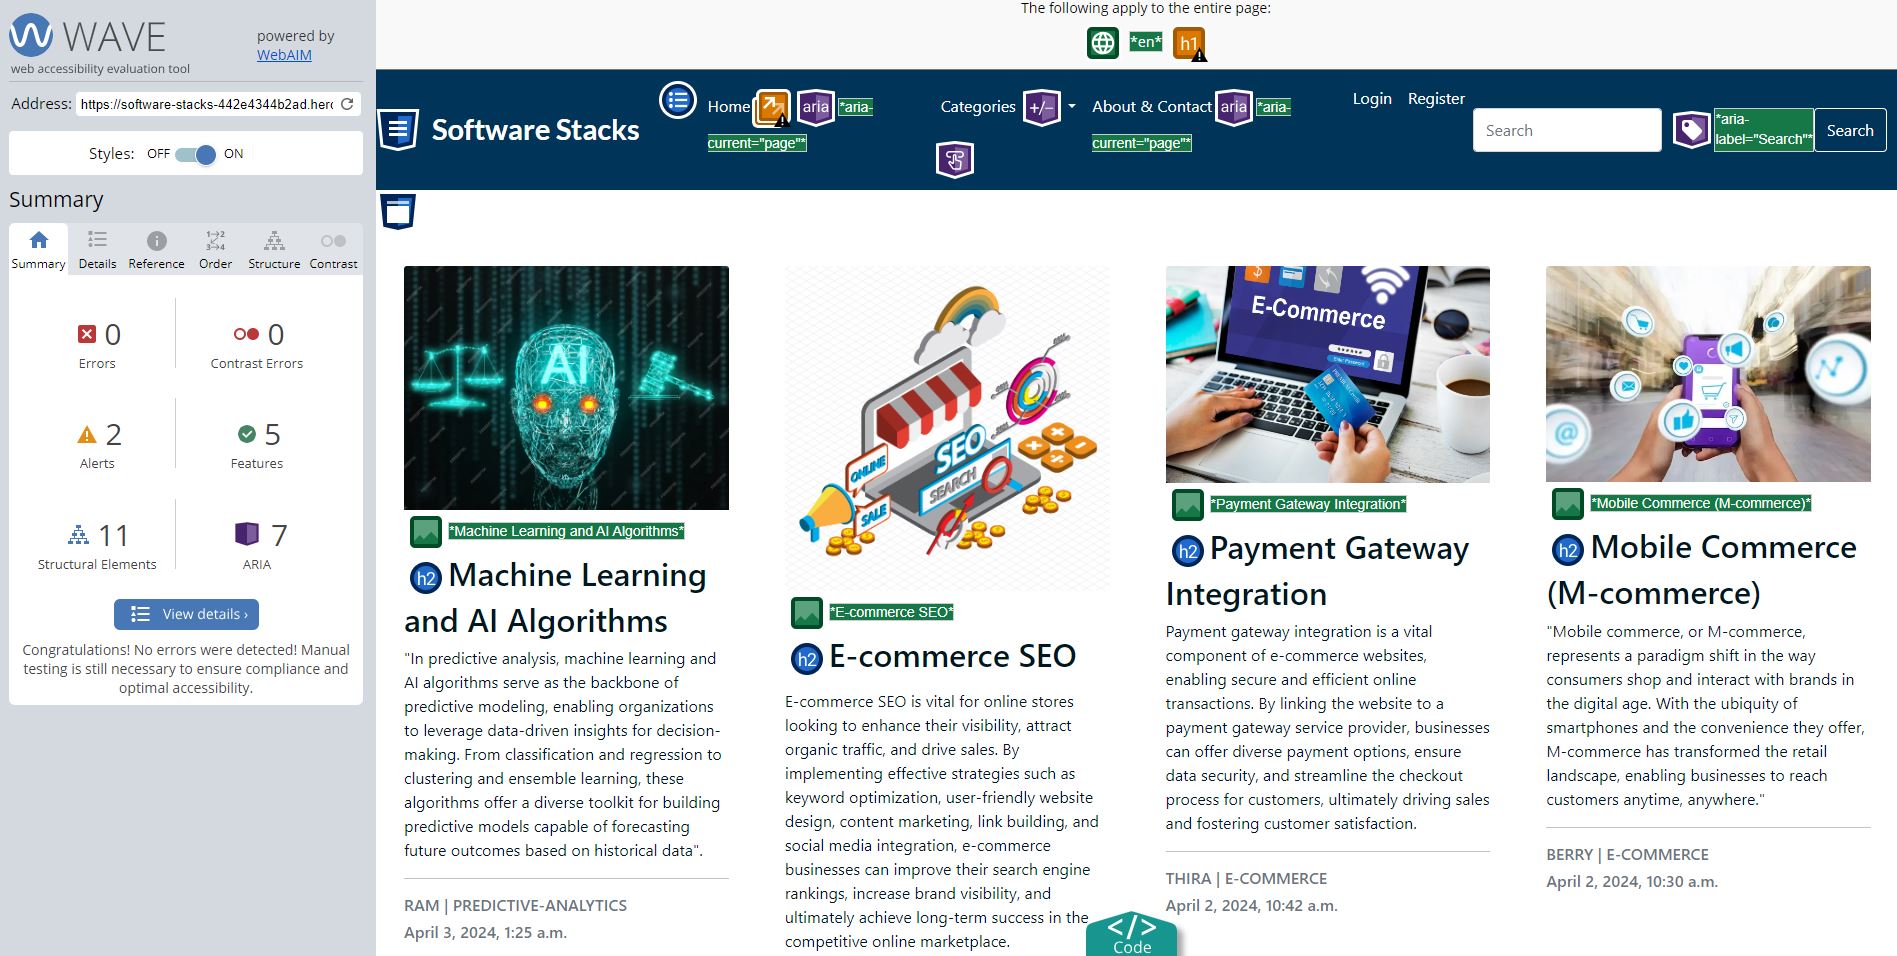 WAVE
powered by
WebAIM
web accessibility evaluation tool
Address: https://software-stacks-442e4344b2ad.herc
Styles: OFF ON
Summary
Summary Details Reference Order Structure Contrast
0
Errors
0
Contrast Errors
2
Alerts
5
Features
11
Structural Elements
7
ARIA
View details ›
Congratulations! No errors were detected! Manual
testing is still necessary to ensure compliance and
optimal accessibility.
The following apply to the entire page:
*en* h1
Software Stacks
Home aria *aria-
current="page"*
Categories +/-
About & Contact aria *aria-
current="page"*
Login Register
Search
*aria-
label="Search"*
Search
AI
*Machine Learning and AI Algorithms*
h2 Machine Learning
and AI Algorithms
"In predictive analysis, machine learning and
AI algorithms serve as the backbone of
predictive modeling, enabling organizations
to leverage data-driven insights for decision-
making. From classification and regression to
clustering and ensemble learning, these
algorithms offer a diverse toolkit for building
predictive models capable of forecasting
future outcomes based on historical data".
RAM | PREDICTIVE-ANALYTICS
April 3, 2024, 1:25 a.m.
SEO
SEARCH
ONLINE
SALE
*E-commerce SEO*
h2 E-commerce SEO
E-commerce SEO is vital for online stores
looking to enhance their visibility, attract
organic traffic, and drive sales. By
implementing effective strategies such as
keyword optimization, user-friendly website
design, content marketing, link building, and
social media integration, e-commerce
businesses can improve their search engine
rankings, increase brand visibility, and
ultimately achieve long-term success in the
competitive online marketplace.
E-Commerce
*Payment Gateway Integration*
h2 Payment Gateway
Integration
Payment gateway integration is a vital
component of e-commerce websites,
enabling secure and efficient online
transactions. By linking the website to a
payment gateway service provider, businesses
can offer diverse payment options, ensure
data security, and streamline the checkout
process for customers, ultimately driving sales
and fostering customer satisfaction.
THIRA | E-COMMERCE
April 2, 2024, 10:42 a.m.
*Mobile Commerce (M-commerce)*
h2 Mobile Commerce
(M-commerce)
"Mobile commerce, or M-commerce,
represents a paradigm shift in the way
consumers shop and interact with brands in
the digital age. With the ubiquity of
smartphones and the convenience they offer,
M-commerce has transformed the retail
landscape, enabling businesses to reach
customers anytime, anywhere."
BERRY | E-COMMERCE
April 2, 2024, 10:30 a.m.
</>
Code